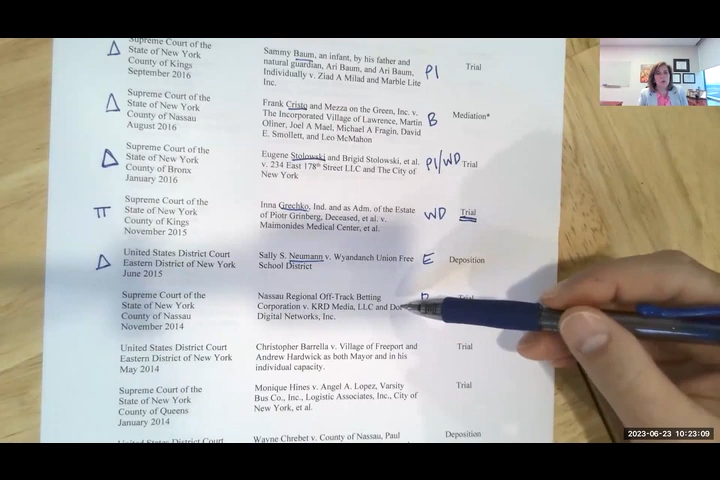 Δ Supreme Court of the
State of New York
County of Kings
September 2016
Sammy Baum, an infant, by his father and
natural guardian, Ari Baum, and Ari Baum,
Individually v. Ziad A Milad and Marble Lite
Inc.
PI
Trial
Δ Supreme Court of the
State of New York
County of Nassau
August 2016
Frank Cristo and Mezza on the Green, Inc. v.
The Incorporated Village of Lawrence, Martin
Oliner, Joel A Mael, Michael A Fragin, David
E. Smollett, and Leo McMahon
B
Mediation*
Δ Supreme Court of the
State of New York
County of Bronx
January 2016
Eugene Stolowski and Brigid Stolowski, et al.
v. 234 East 178th Street LLC and The City of
New York
PI/WD
Trial
π Supreme Court of the
State of New York
County of Kings
November 2015
Inna Grechko, Ind. and as Adm. of the Estate
of Piotr Grinberg, Deceased, et al. v.
Maimonides Medical Center, et al.
WD
Trial
Δ United States District Court
Eastern District of New York
June 2015
Sally S. Neumann v. Wyandanch Union Free
School District
E
Deposition
Supreme Court of the
State of New York
County of Nassau
November 2014
Nassau Regional Off-Track Betting
Corporation v. KRD Media, LLC and
Digital Networks, Inc.
Trial
United States District Court
Eastern District of New York
May 2014
Christopher Barrella v. Village of Freeport and
Andrew Hardwick as both Mayor and in his
individual capacity.
Trial
Supreme Court of the
State of New York
County of Queens
January 2014
Monique Hines v. Angel A. Lopez, Varsity
Bus Co., Inc., Logistic Associates, Inc., City of
New York, et al.
Trial
United States District Court
Wayne Chrebet v. County of Nassau, Paul
Deposition
2023-06-23 10:23:09